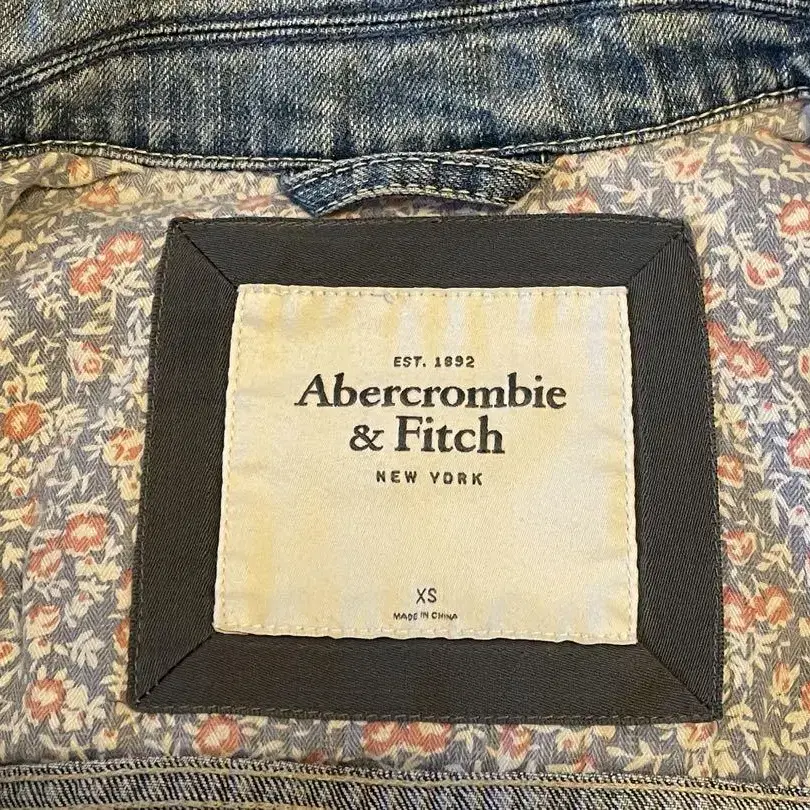 EST. 1892
Abercrombie
& Fitch
NEW YORK
XS
MADE IN CHINA